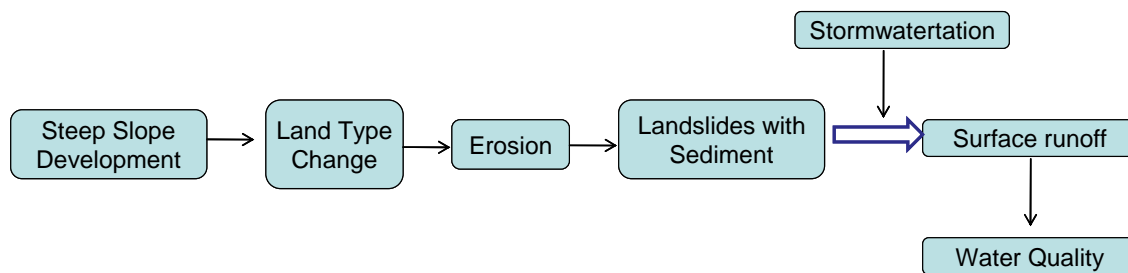 Stormwatertation
Steep Slope
Development
Land Type
Change
Erosion
Landslides with
Sediment
Surface runoff
Water Quality